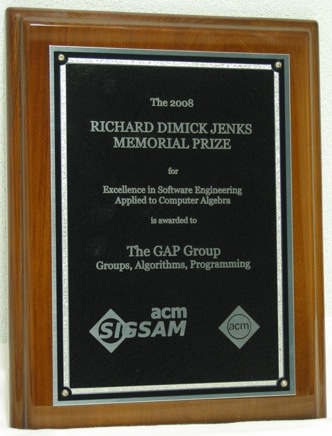 The 2008
RICHARD DIMICK JENKS
MEMORIAL PRIZE
for
Excellence in Software Engineering
Applied to Computer Algebra
is awarded to
The GAP Group
Groups, Algorithms, Programming
acm
SIGSAM
acm